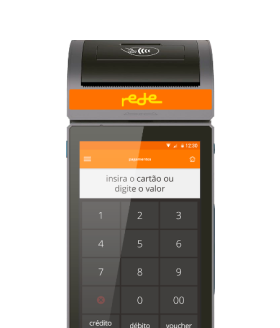 rede
12:30
pagamentos
insira o cartão ou
digite o valor
1 2 3
4 5 6
7 8 9
0 00
crédito débito voucher